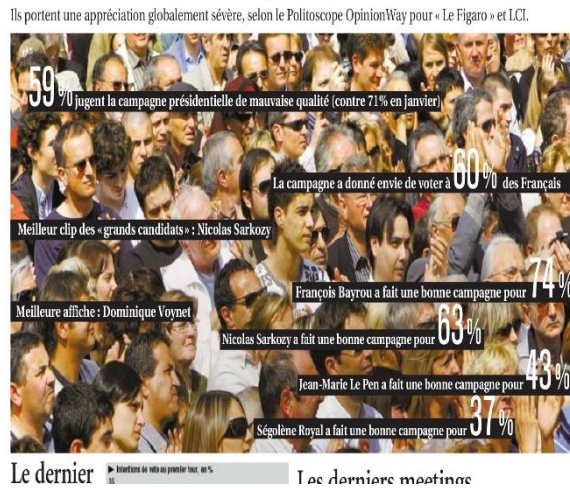 Ils portent une appréciation globalement sévère, selon le Politoscope OpinionWay pour « Le Figaro » et LCI.
59% jugent la campagne présidentielle de mauvaise qualité (contre 71% en janvier)
La campagne a donné envie de voter à 60% des Français
Meilleur clip des «grands candidats» : Nicolas Sarkozy
François Bayrou a fait une bonne campagne pour 74%
Meilleure affiche : Dominique Voynet
Nicolas Sarkozy a fait une bonne campagne pour 63%
Jean-Marie Le Pen a fait une bonne campagne pour 43%
Ségolène Royal a fait une bonne campagne pour 37%
Le dernier
▶ Intentions de vote au premier tour, en %
35
Les derniers meetings